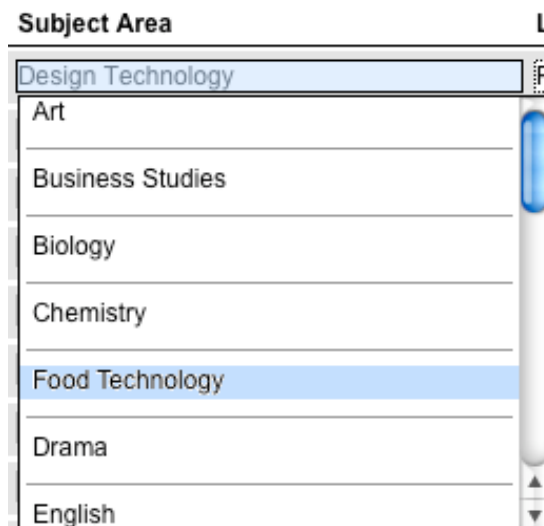 Subject Area
Design Technology
Art
Business Studies
Biology
Chemistry
Food Technology
Drama
English